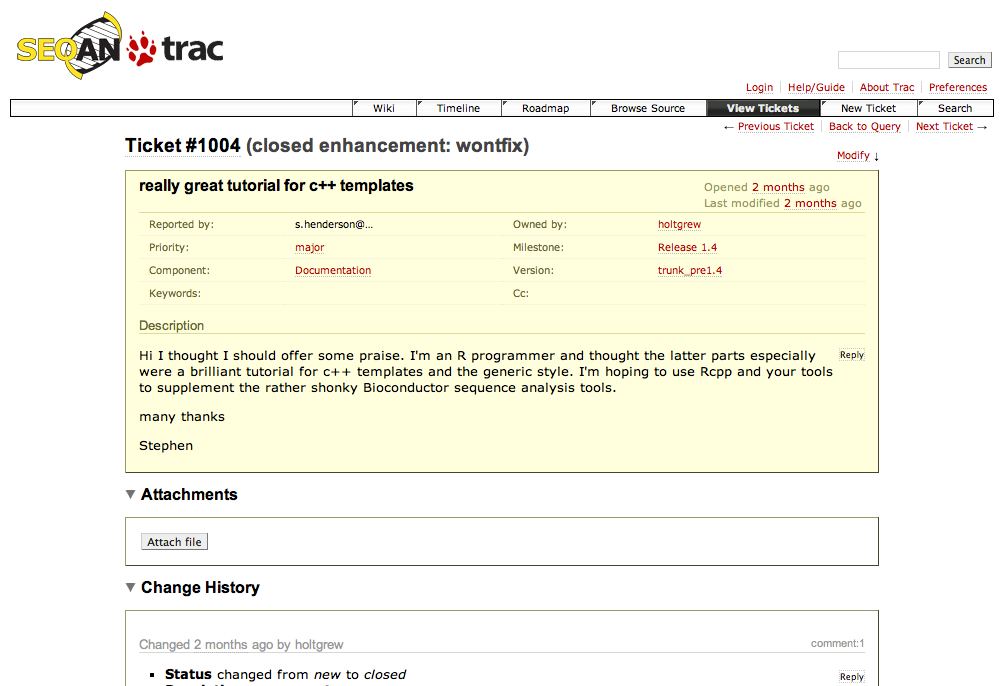 SEQAN trac
Search
Login Help/Guide About Trac Preferences
Wiki Timeline Roadmap Browse Source View Tickets New Ticket Search
← Previous Ticket Back to Query Next Ticket →
Ticket #1004 (closed enhancement: wontfix)
Modify ↓
really great tutorial for c++ templates
Opened 2 months ago
Last modified 2 months ago
Reported by: s.henderson@... Owned by: holtgrew
Priority: major Milestone: Release 1.4
Component: Documentation Version: trunk_pre1.4
Keywords: Cc:
Description
Hi I thought I should offer some praise. I'm an R programmer and thought the latter parts especially
Reply
were a brilliant tutorial for c++ templates and the generic style. I'm hoping to use Rcpp and your tools
to supplement the rather shonky Bioconductor sequence analysis tools.
many thanks
Stephen
▼ Attachments
Attach file
▼ Change History
Changed 2 months ago by holtgrew comment:1
▪ Status changed from new to closed
Reply